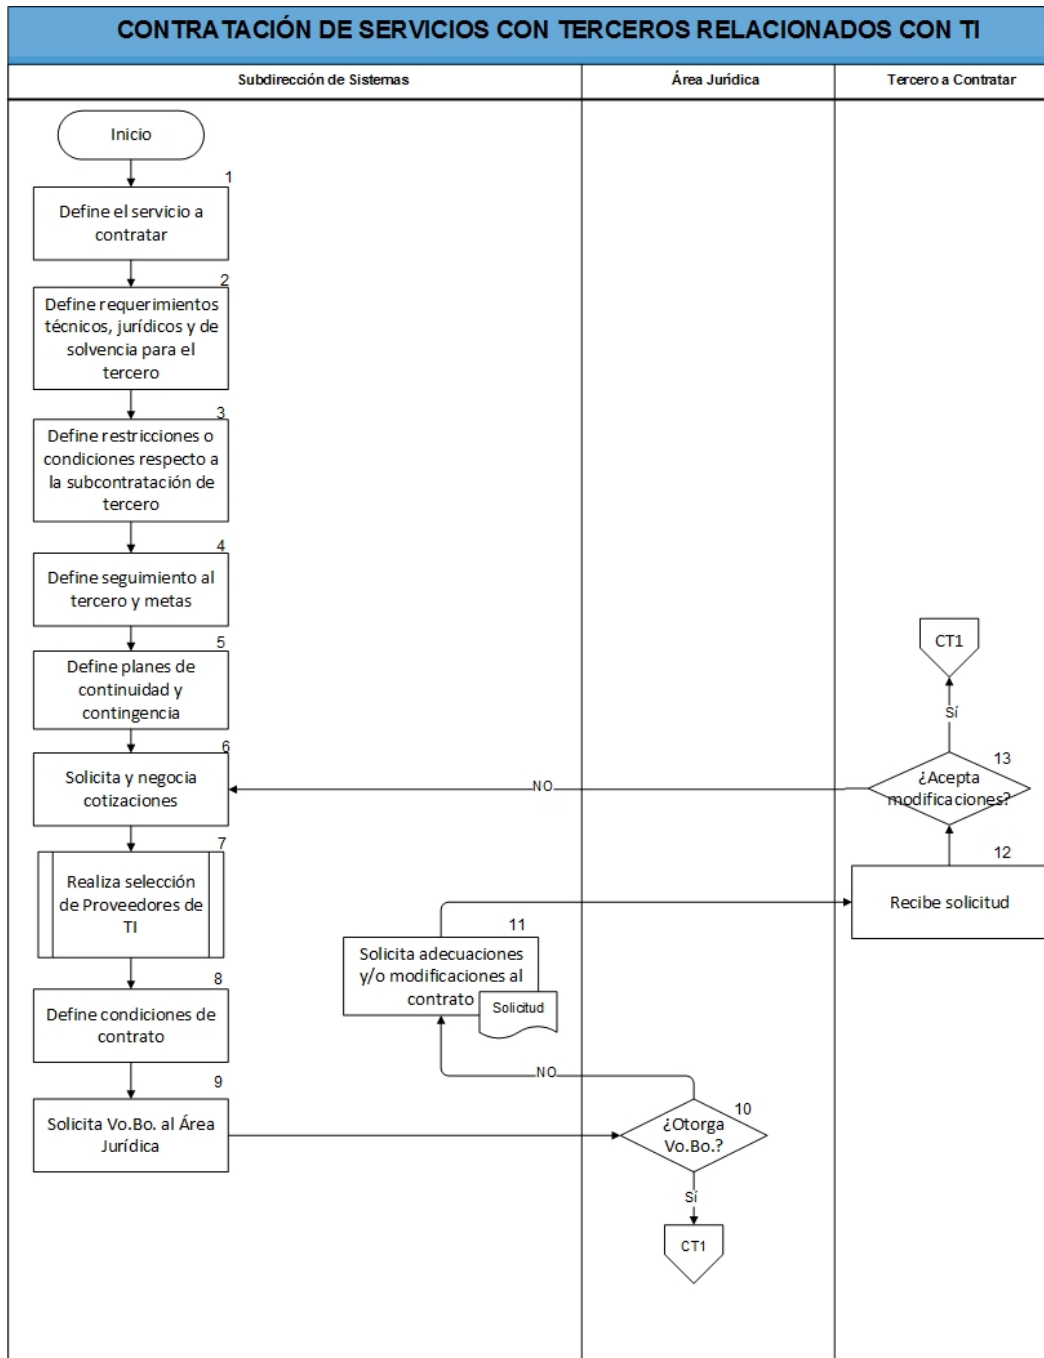 CONTRATACIÓN DE SERVICIOS CON TERCEROS RELACIONADOS CON TI
Subdirección de Sistemas
Área Jurídica
Tercero a Contratar
Inicio
1
Define el servicio a
contratar
2
Define requerimientos
técnicos, jurídicos y de
solvencia para el
tercero
3
Define restricciones o
condiciones respecto a
la subcontratación de
tercero
4
Define seguimiento al
tercero y metas
5
Define planes de
continuidad y
contingencia
6
Solicita y negocia
cotizaciones
7
Realiza selección
de Proveedores de
TI
8
Define condiciones de
contrato
9
Solicita Vo.Bo. al Área
Jurídica
10
¿Otorga
Vo.Bo.?
Sí
CT1
NO
11
Solicita adecuaciones
y/o modificaciones al
contrato
Solicitud
12
Recibe solicitud
13
¿Acepta
modificaciones?
NO
Sí
CT1